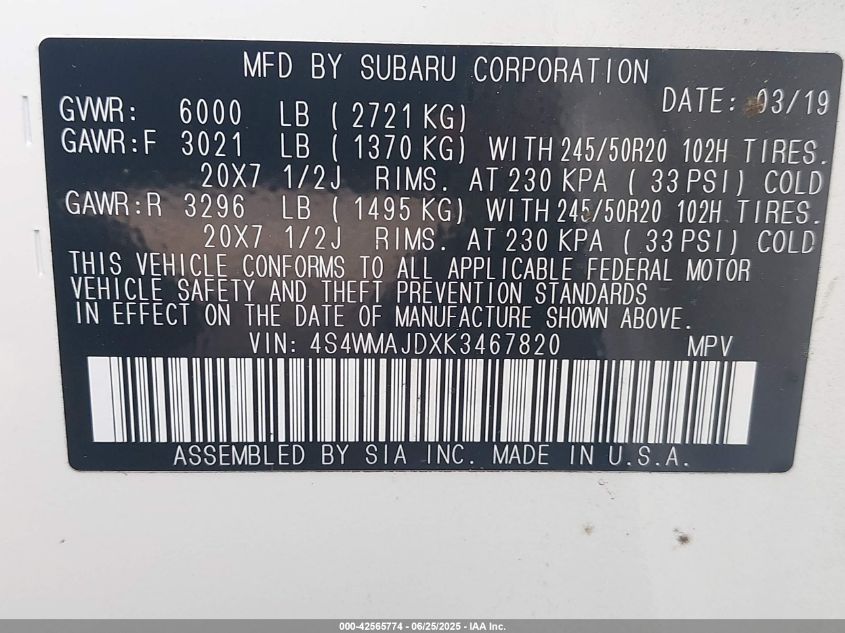 MFD BY SUBARU CORPORATION
DATE: 03/19
GVWR: 6000 LB ( 2721 KG)
GAWR:F 3021 LB ( 1370 KG) WITH 245/50R20 102H TIRES.
20X7 1/2J RIMS. AT 230 KPA ( 33 PSI) COLD
GAWR:R 3296 LB ( 1495 KG) WITH 245/50R20 102H TIRES.
20X7 1/2J RIMS. AT 230 KPA ( 33 PSI) COLD
THIS VEHICLE CONFORMS TO ALL APPLICABLE FEDERAL MOTOR
VEHICLE SAFETY AND THEFT PREVENTION STANDARDS
IN EFFECT ON THE DATE OF MANUFACTURE SHOWN ABOVE.
VIN: 4S4WMAJDXK3467820 MPV
ASSEMBLED BY SIA INC. MADE IN U.S.A.
000-42565774 - 06/25/2025 - IAA Inc.